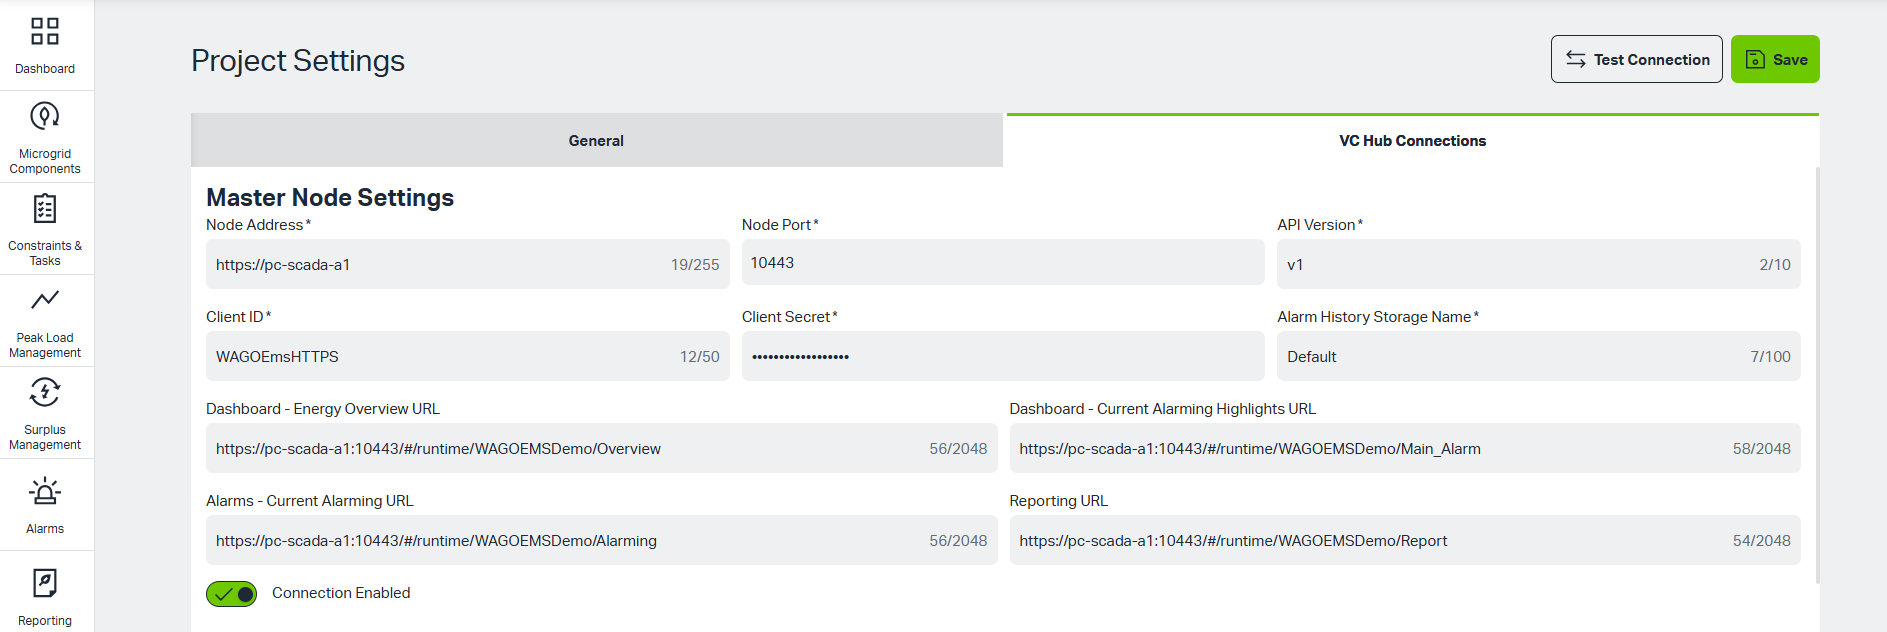 Dashboard
Microgrid
Components
Constraints &
Tasks
Peak Load
Management
Surplus
Management
Alarms
Reporting
Project Settings
Test Connection
Save
General
VC Hub Connections
Master Node Settings
Node Address*
Node Port*
API Version*
https://pc-scada-a1 19/255
10443
v1 2/10
Client ID*
Client Secret*
Alarm History Storage Name*
WAGOEmsHTTPS 12/50
••••••••••••••••••
Default 7/100
Dashboard - Energy Overview URL
Dashboard - Current Alarming Highlights URL
https://pc-scada-a1:10443/#/runtime/WAGOEMSDemo/Overview 56/2048
https://pc-scada-a1:10443/#/runtime/WAGOEMSDemo/Main_Alarm 58/2048
Alarms - Current Alarming URL
Reporting URL
https://pc-scada-a1:10443/#/runtime/WAGOEMSDemo/Alarming 56/2048
https://pc-scada-a1:10443/#/runtime/WAGOEMSDemo/Report 54/2048
Connection Enabled